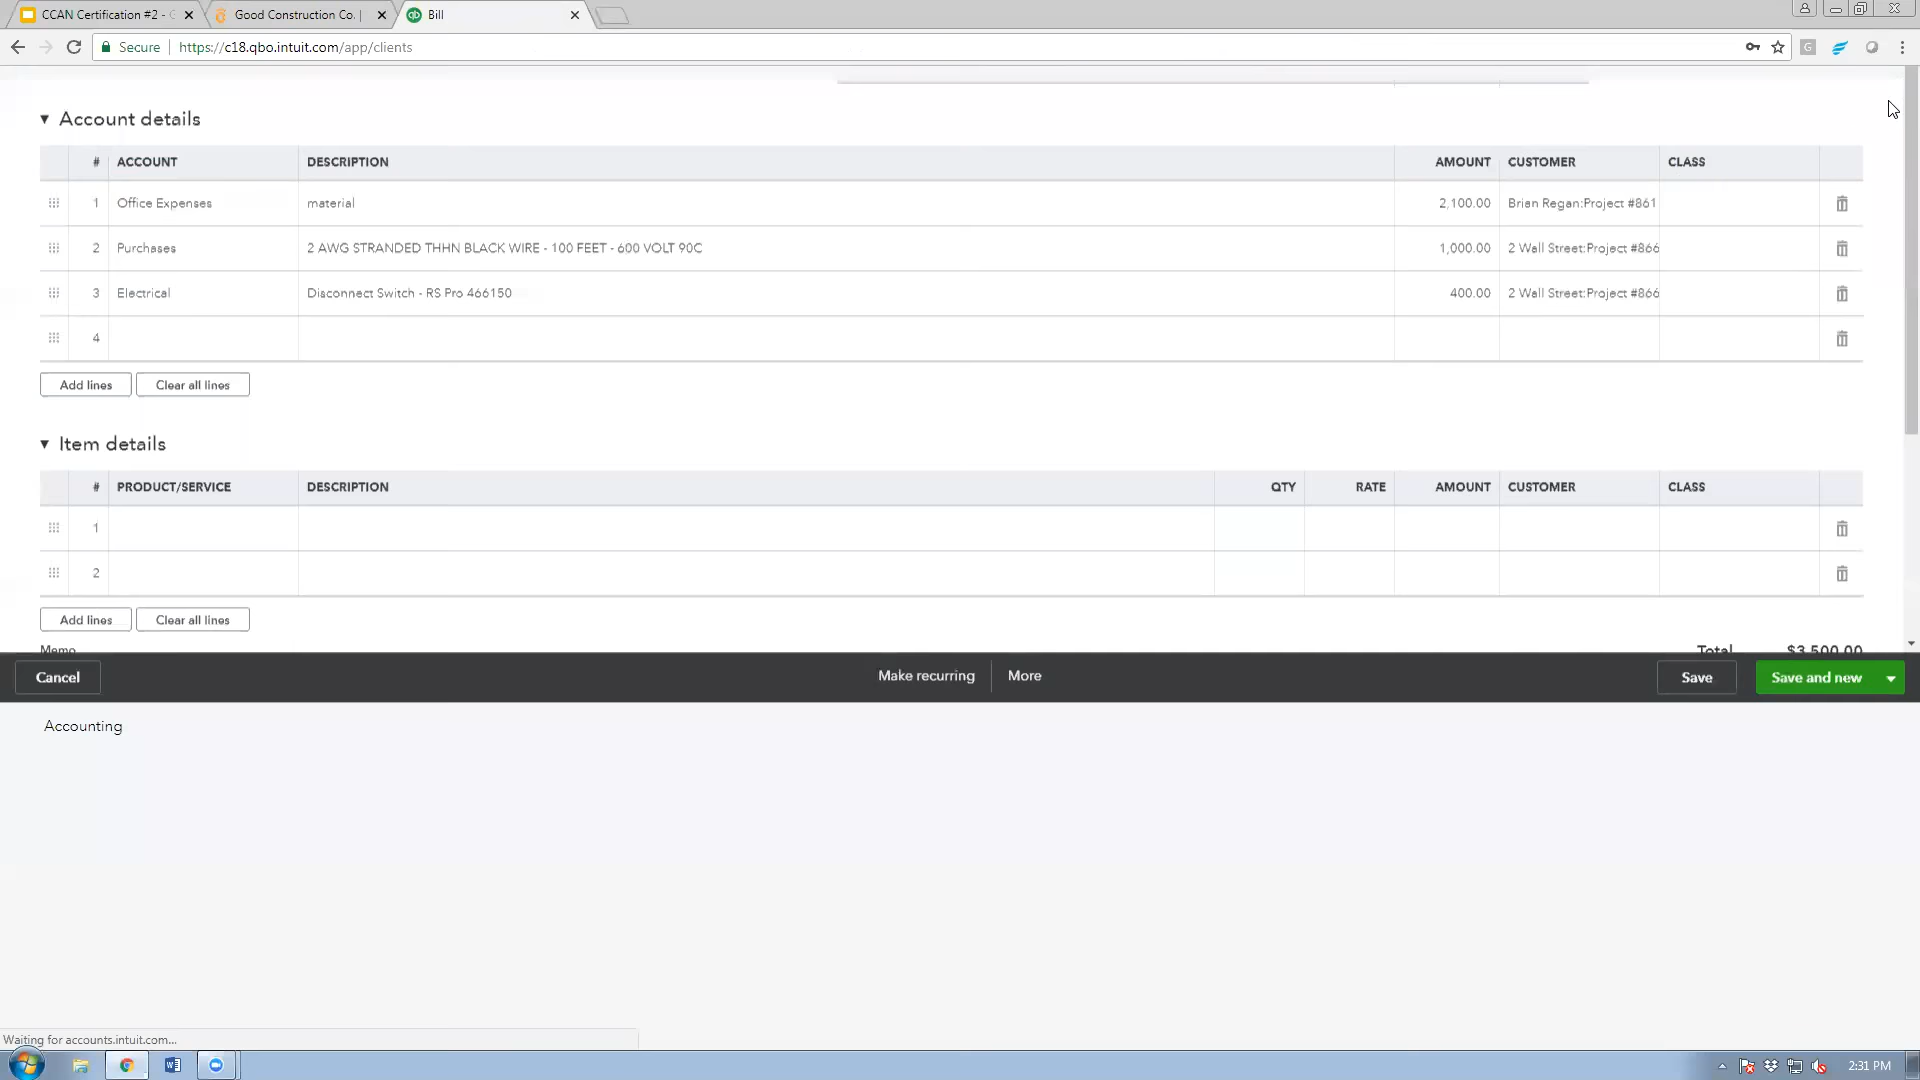 CCAN Certification #2 -
Good Construction Co. |
Bill
Secure
https://c18.qbo.intuit.com/app/clients
Account details
# ACCOUNT DESCRIPTION AMOUNT CUSTOMER CLASS
1 Office Expenses material 2,100.00 Brian Regan:Project #861
2 Purchases 2 AWG STRANDED THHN BLACK WIRE - 100 FEET - 600 VOLT 90C 1,000.00 2 Wall Street:Project #866
3 Electrical Disconnect Switch - RS Pro 466150 400.00 2 Wall Street:Project #866
4
Add lines Clear all lines
Item details
# PRODUCT/SERVICE DESCRIPTION QTY RATE AMOUNT CUSTOMER CLASS
1
2
Add lines Clear all lines
Memo Total $3,500.00
Cancel Make recurring More Save Save and new
Accounting
Waiting for accounts.intuit.com...
2:31 PM